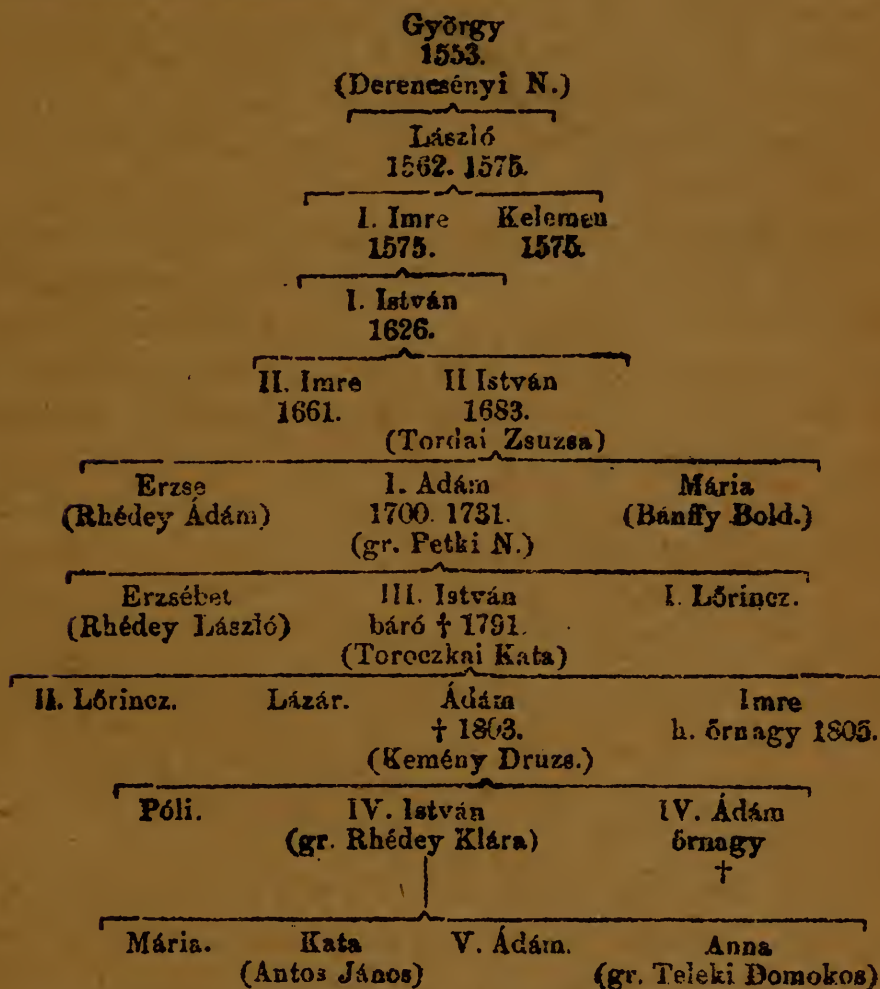 György
1553.
(Derencsényi N.)
László
1562. 1575.
I. Imre Kelemen
1575. 1575.
I. István
1626.
II. Imre II István
1661. 1683.
(Tordai Zsuzsa)
Erzse I. Ádám Mária
(Rhédey Ádám) 1700. 1731. (Bánffy Bold.)
(gr. Petki N.)
Erzsébet III. István I. Lőrincz.
(Rhédey László) báró † 1791.
(Toroczkai Kata)
II. Lőrincz. Lázár. Ádám Imre
† 1803. h. őrnagy 1805.
(Kemény Druzs.)
Póli. IV. István IV. Ádám
(gr. Rhédey Klára) őrnagy
†
Mária. Kata V. Ádám. Anna
(Antos János) (gr. Teleki Domokos)